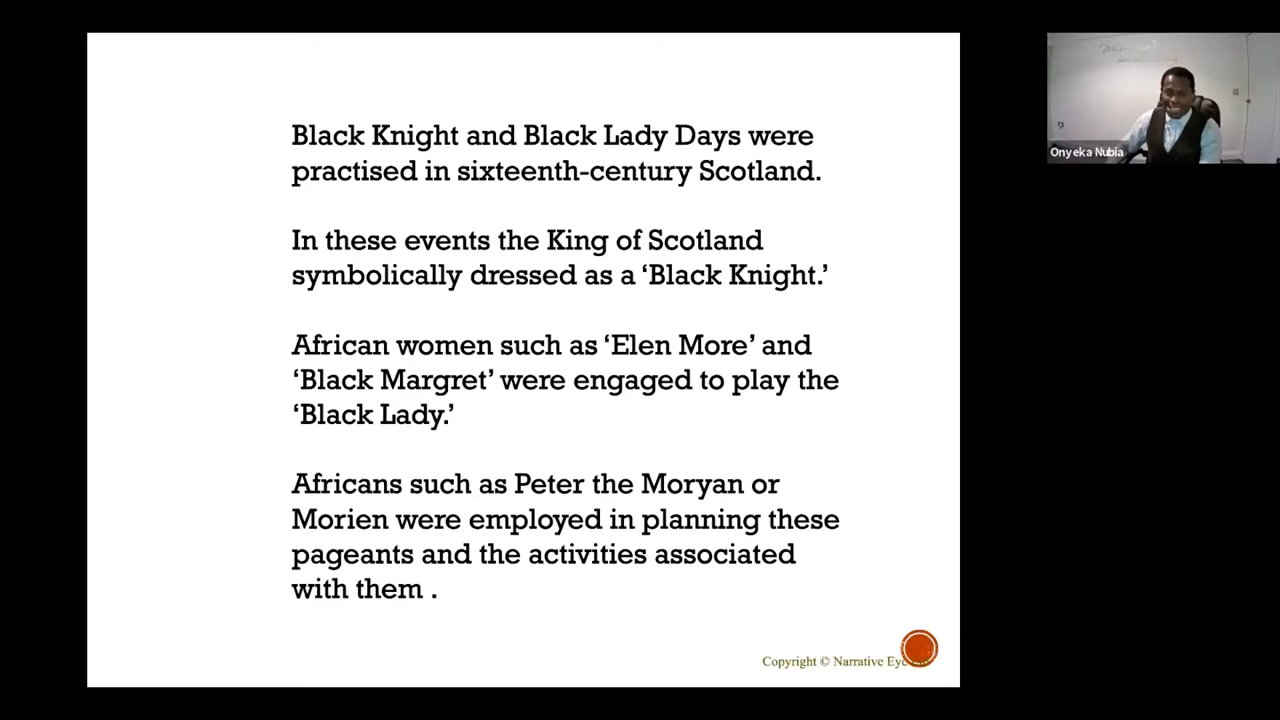 Black Knight and Black Lady Days were
practised in sixteenth-century Scotland.
In these events the King of Scotland
symbolically dressed as a ‘Black Knight.’
African women such as ‘Elen More’ and
‘Black Margret’ were engaged to play the
‘Black Lady.’
Africans such as Peter the Moryan or
Morien were employed in planning these
pageants and the activities associated
with them .
Copyright © Narrative Eye
Onyeka Nubia